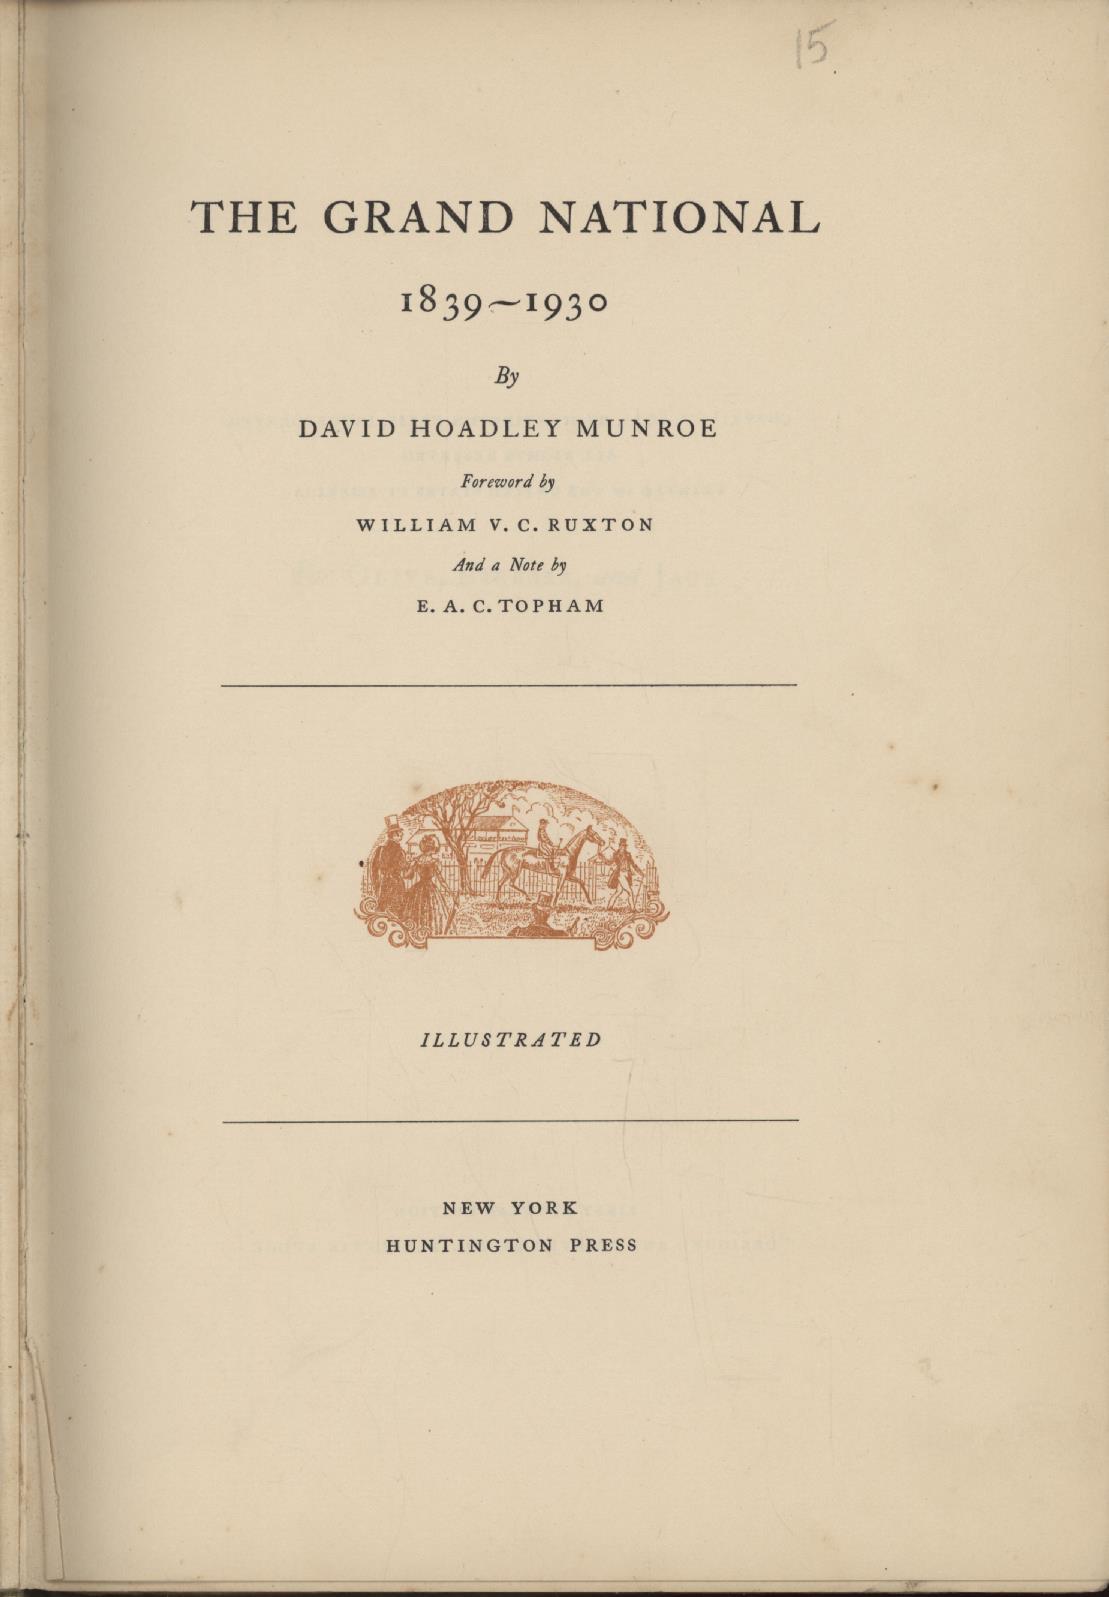 15
THE GRAND NATIONAL
1839~1930
By
DAVID HOADLEY MUNROE
Foreword by
WILLIAM V. C. RUXTON
And a Note by
E. A. C. TOPHAM
ILLUSTRATED
NEW YORK
HUNTINGTON PRESS